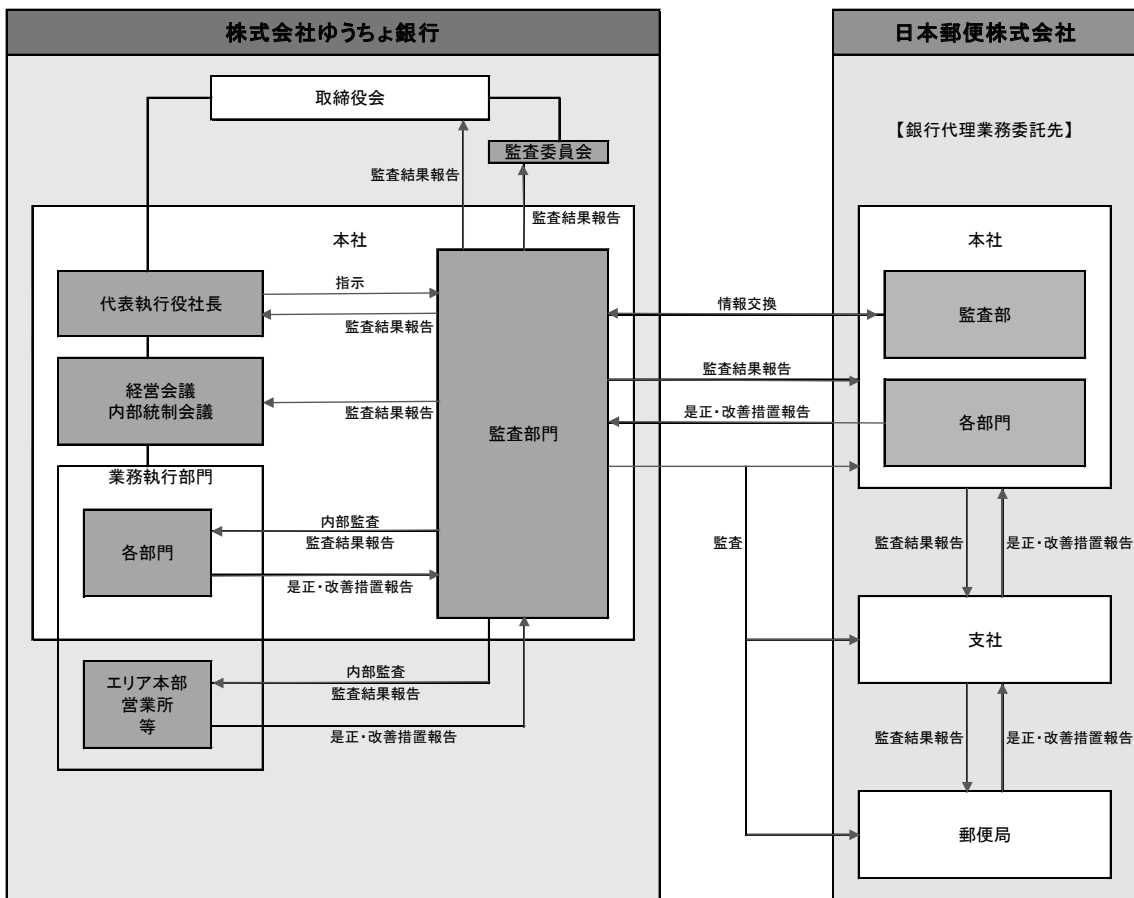 株式会社ゆうちょ銀行
日本郵便株式会社
取締役会
監査委員会
【銀行代理業務委託先】
監査結果報告
監査結果報告
本社
本社
代表執行役社長
指示
監査結果報告
情報交換
監査部
経営会議
内部統制会議
監査結果報告
監査部門
監査結果報告
是正・改善措置報告
各部門
業務執行部門
各部門
内部監査
監査結果報告
是正・改善措置報告
監査
監査結果報告
是正・改善措置報告
支社
エリア本部
営業所
等
内部監査
監査結果報告
是正・改善措置報告
監査結果報告
是正・改善措置報告
郵便局